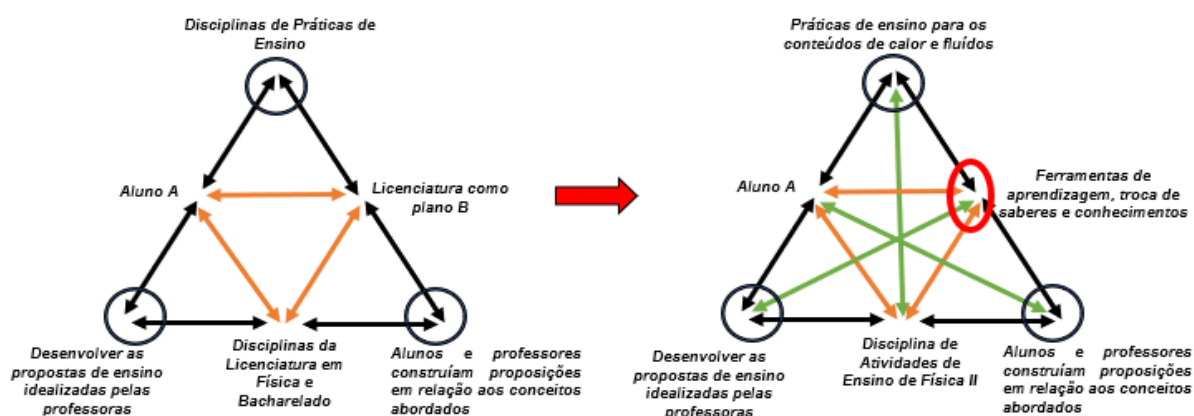 Disciplinas de Práticas de
Ensino
Aluno A
Licenciatura como
plano B
Desenvolver as
propostas de ensino
idealizadas pelas
professoras
Disciplinas da
Licenciatura em
Física e
Bacharelado
Alunos e professores
construíam proposições
em relação aos conceitos
abordados
Práticas de ensino para os
conteúdos de calor e fluídos
Aluno A
Ferramentas de
aprendizagem, troca de
saberes e conhecimentos
Desenvolver as
propostas de ensino
idealizadas pelas
professoras
Disciplina de
Atividades de
Ensino de Física II
Alunos e professores
construíam proposições
em relação aos conceitos
abordados